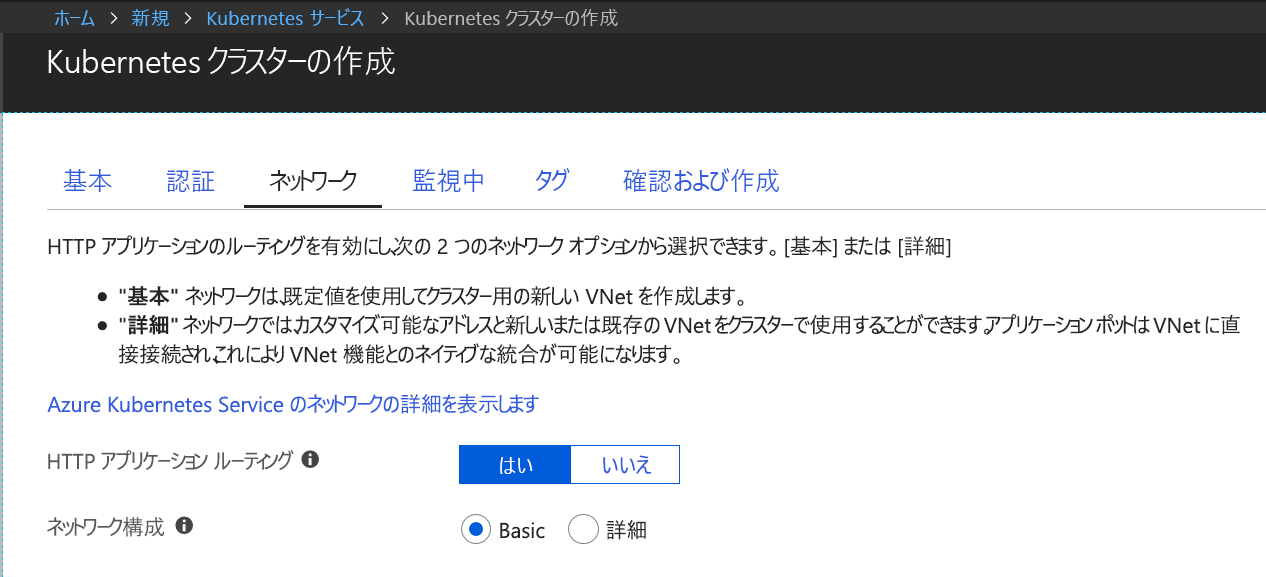 ホーム > 新規 > Kubernetes サービス > Kubernetes クラスターの作成
Kubernetes クラスターの作成
基本 認証 ネットワーク 監視中 タグ 確認および作成
HTTP アプリケーションのルーティングを有効にし、次の 2 つのネットワーク オプションから選択できます。[基本] または [詳細]
• "基本" ネットワークは、既定値を使用してクラスター用の新しい VNet を作成します。
• "詳細" ネットワークでは、カスタマイズ可能なアドレスと新しいまたは既存の VNet をクラスターで使用することができます。アプリケーション ポットは VNet に直
接接続され、これにより VNet 機能とのネイティブな統合が可能になります。
Azure Kubernetes Service のネットワークの詳細を表示します
HTTP アプリケーション ルーティング はい いいえ
ネットワーク構成 Basic 詳細